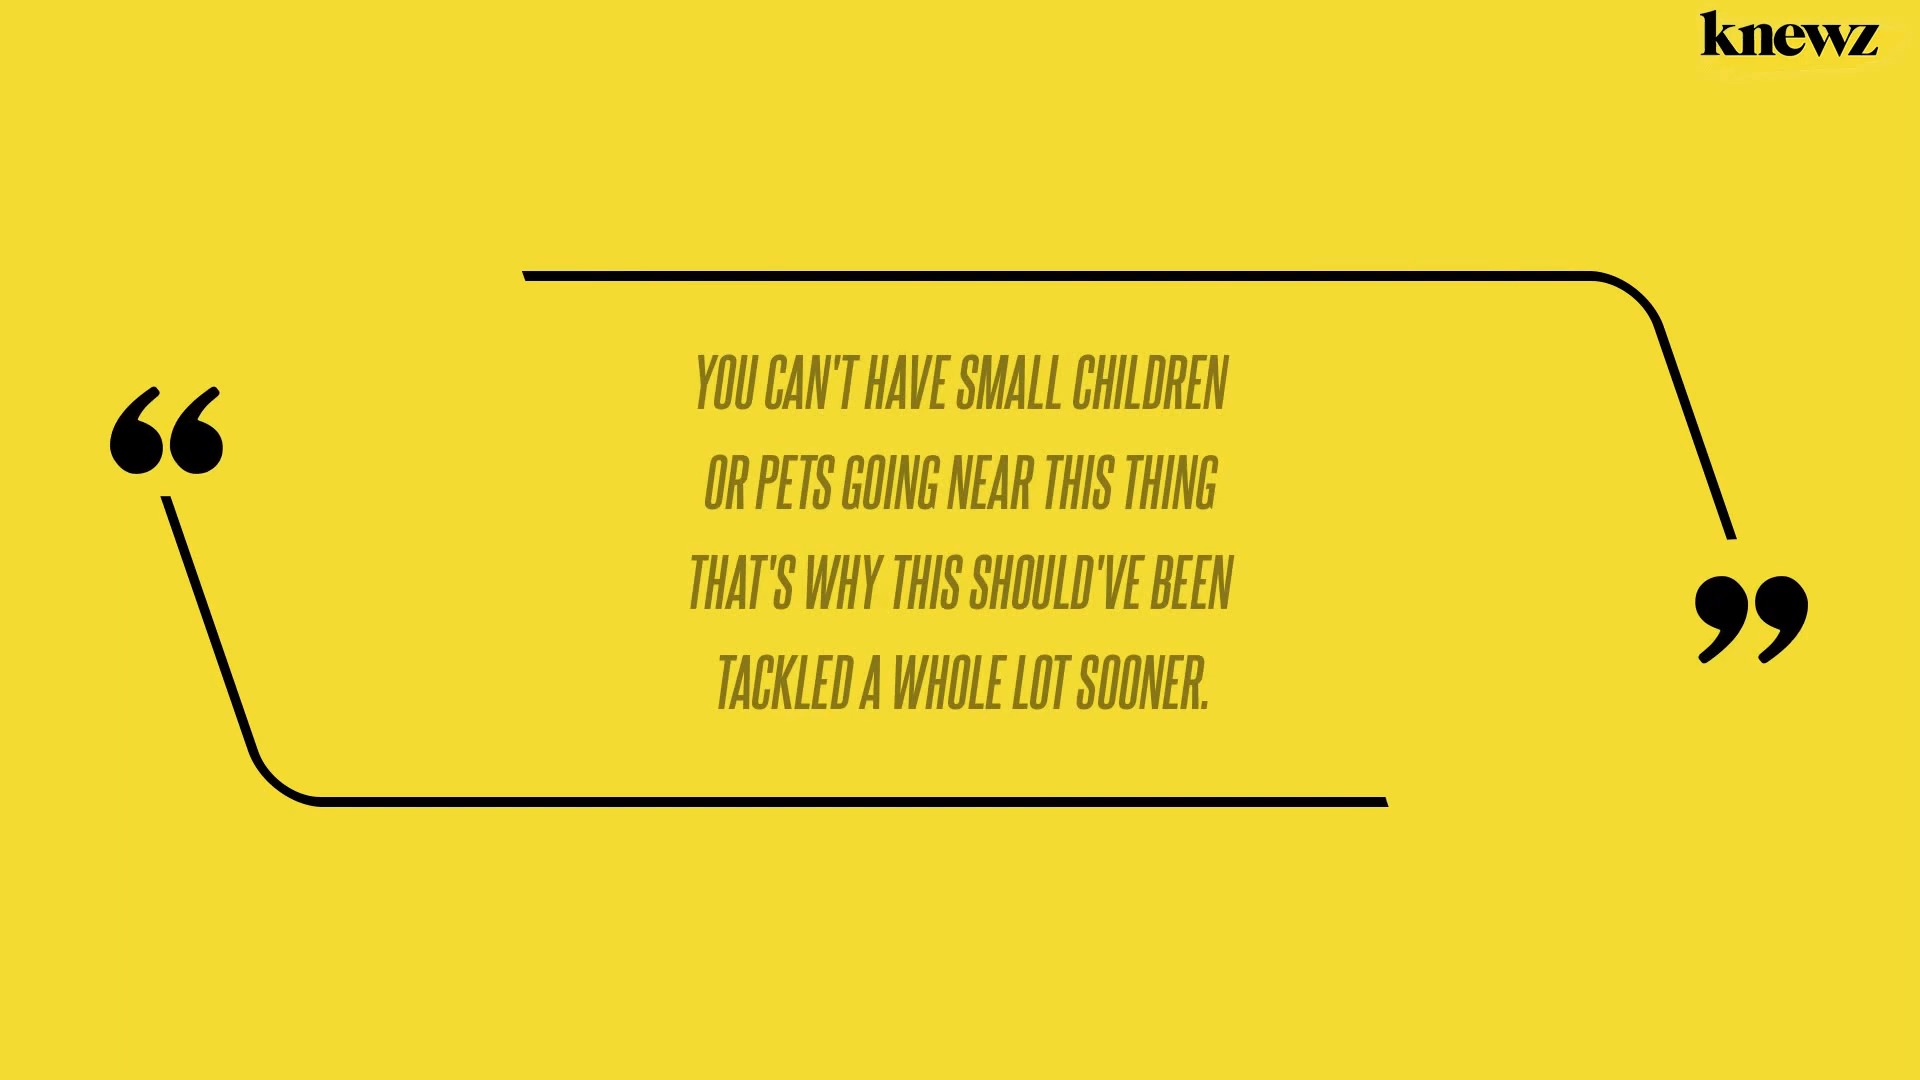 knewz
“
YOU CAN'T HAVE SMALL CHILDREN
OR PETS GOING NEAR THIS THING
THAT'S WHY THIS SHOULD'VE BEEN
TACKLED A WHOLE LOT SOONER.
”